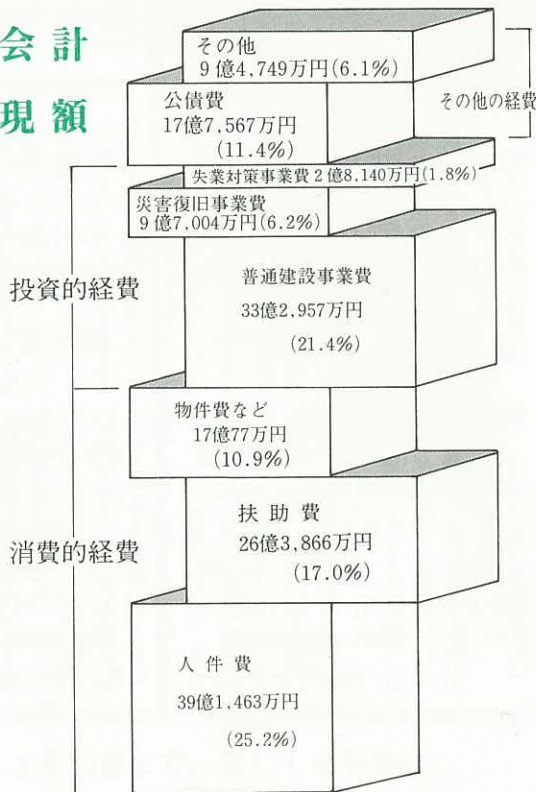 会計
現額
その他
9億4,749万円(6.1%)
その他の経費
公債費
17億7,567万円
(11.4%)
失業対策事業費2億8,140万円(1.8%)
災害復旧事業費
9億7,004万円(6.2%)
投資的経費
普通建設事業費
33億2,957万円
(21.4%)
物件費など
17億77万円
(10.9%)
消費的経費
扶助費
26億3,866万円
(17.0%)
人件費
39億1,463万円
(25.2%)